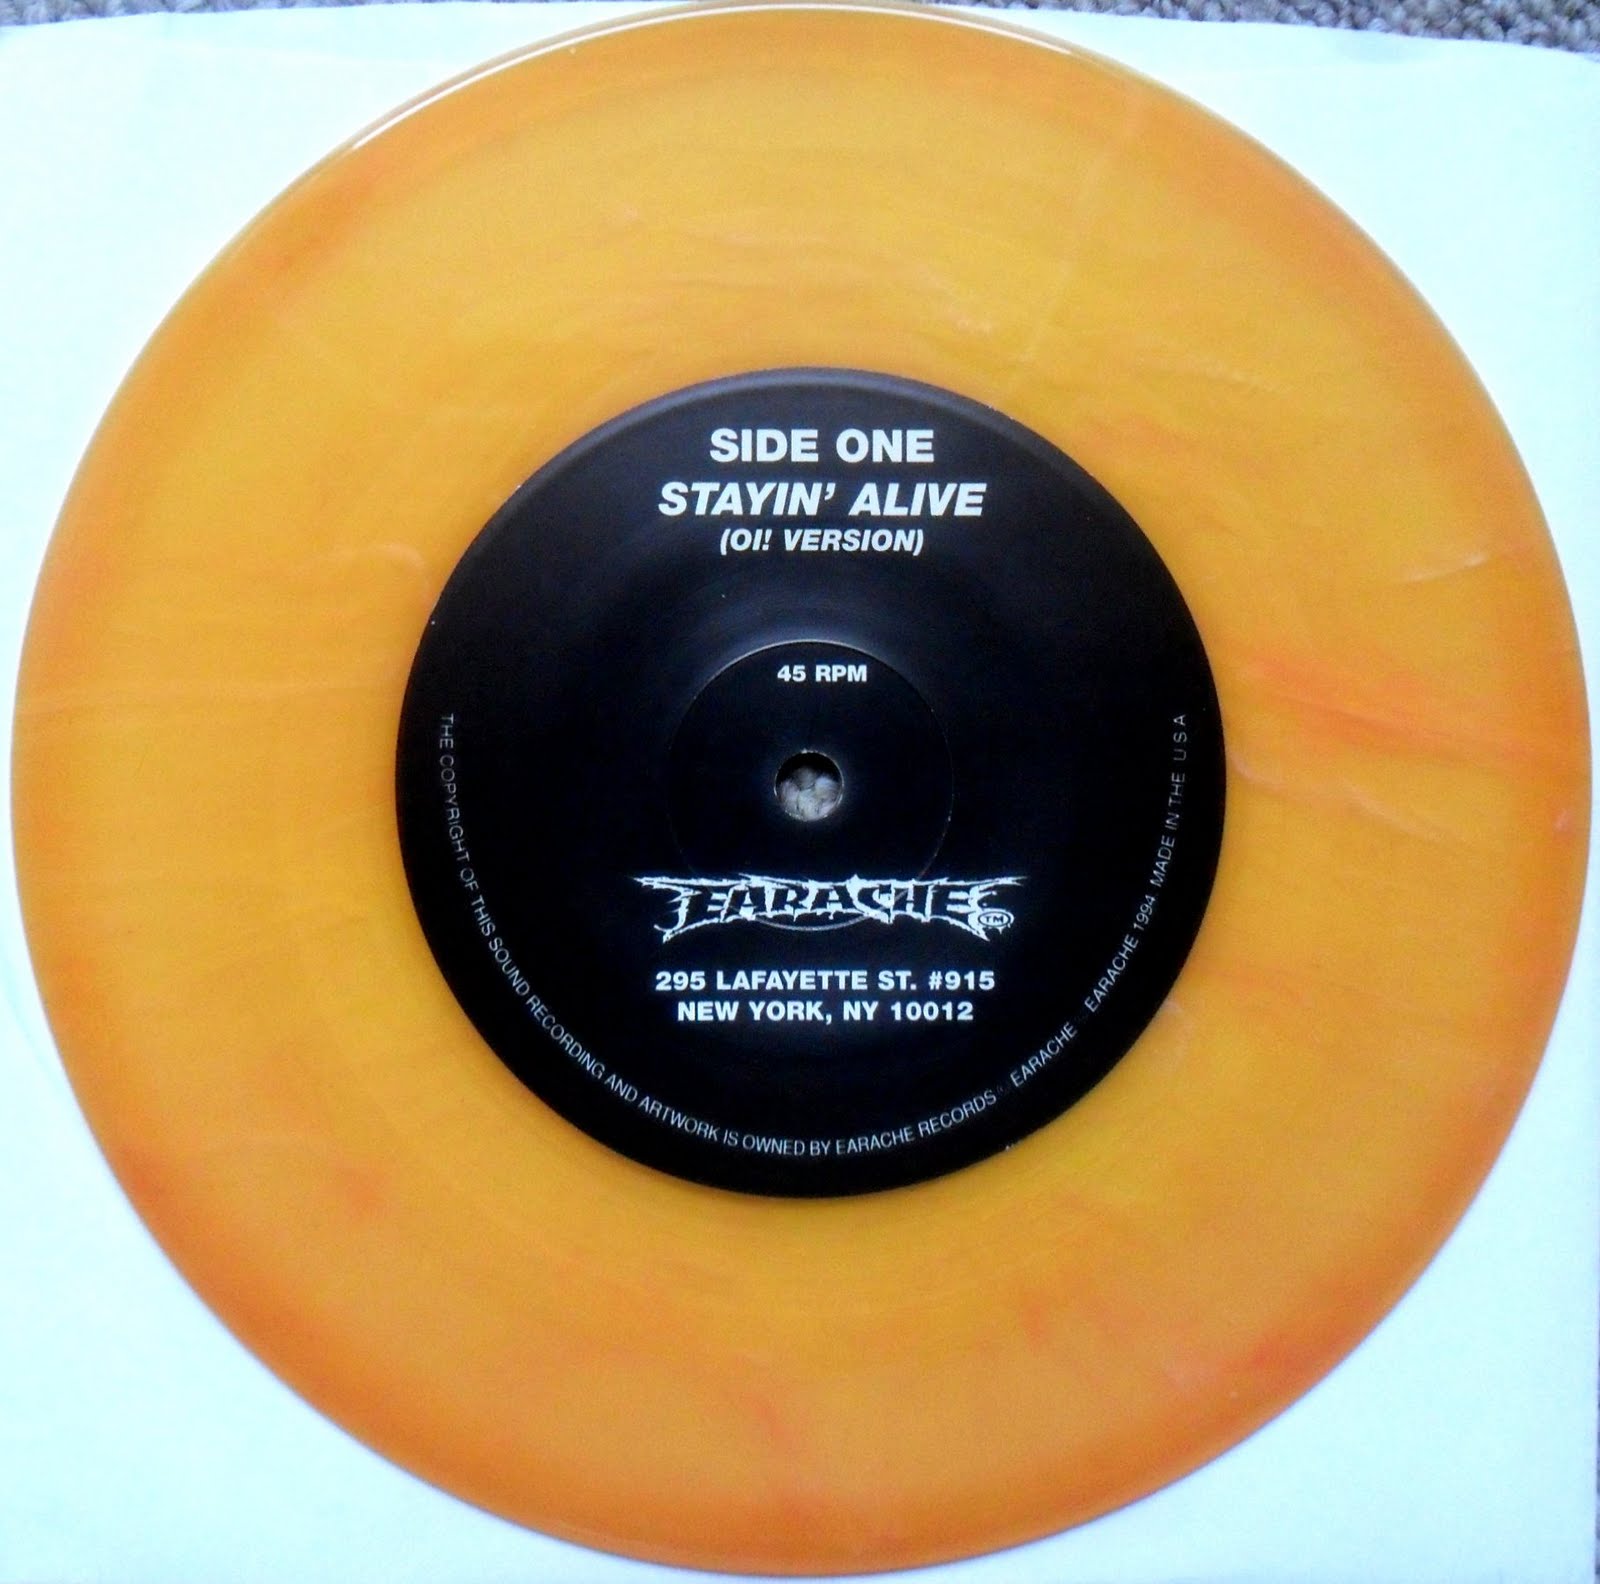 SIDE ONE
STAYIN' ALIVE
(OI! VERSION)
45 RPM
EARACHE TM
295 LAFAYETTE ST. #915
NEW YORK, NY 10012
THE COPYRIGHT OF THIS SOUND RECORDING AND ARTWORK IS OWNED BY EARACHE RECORDS EARACHE EARACHE 1994 MADE IN THE U S A